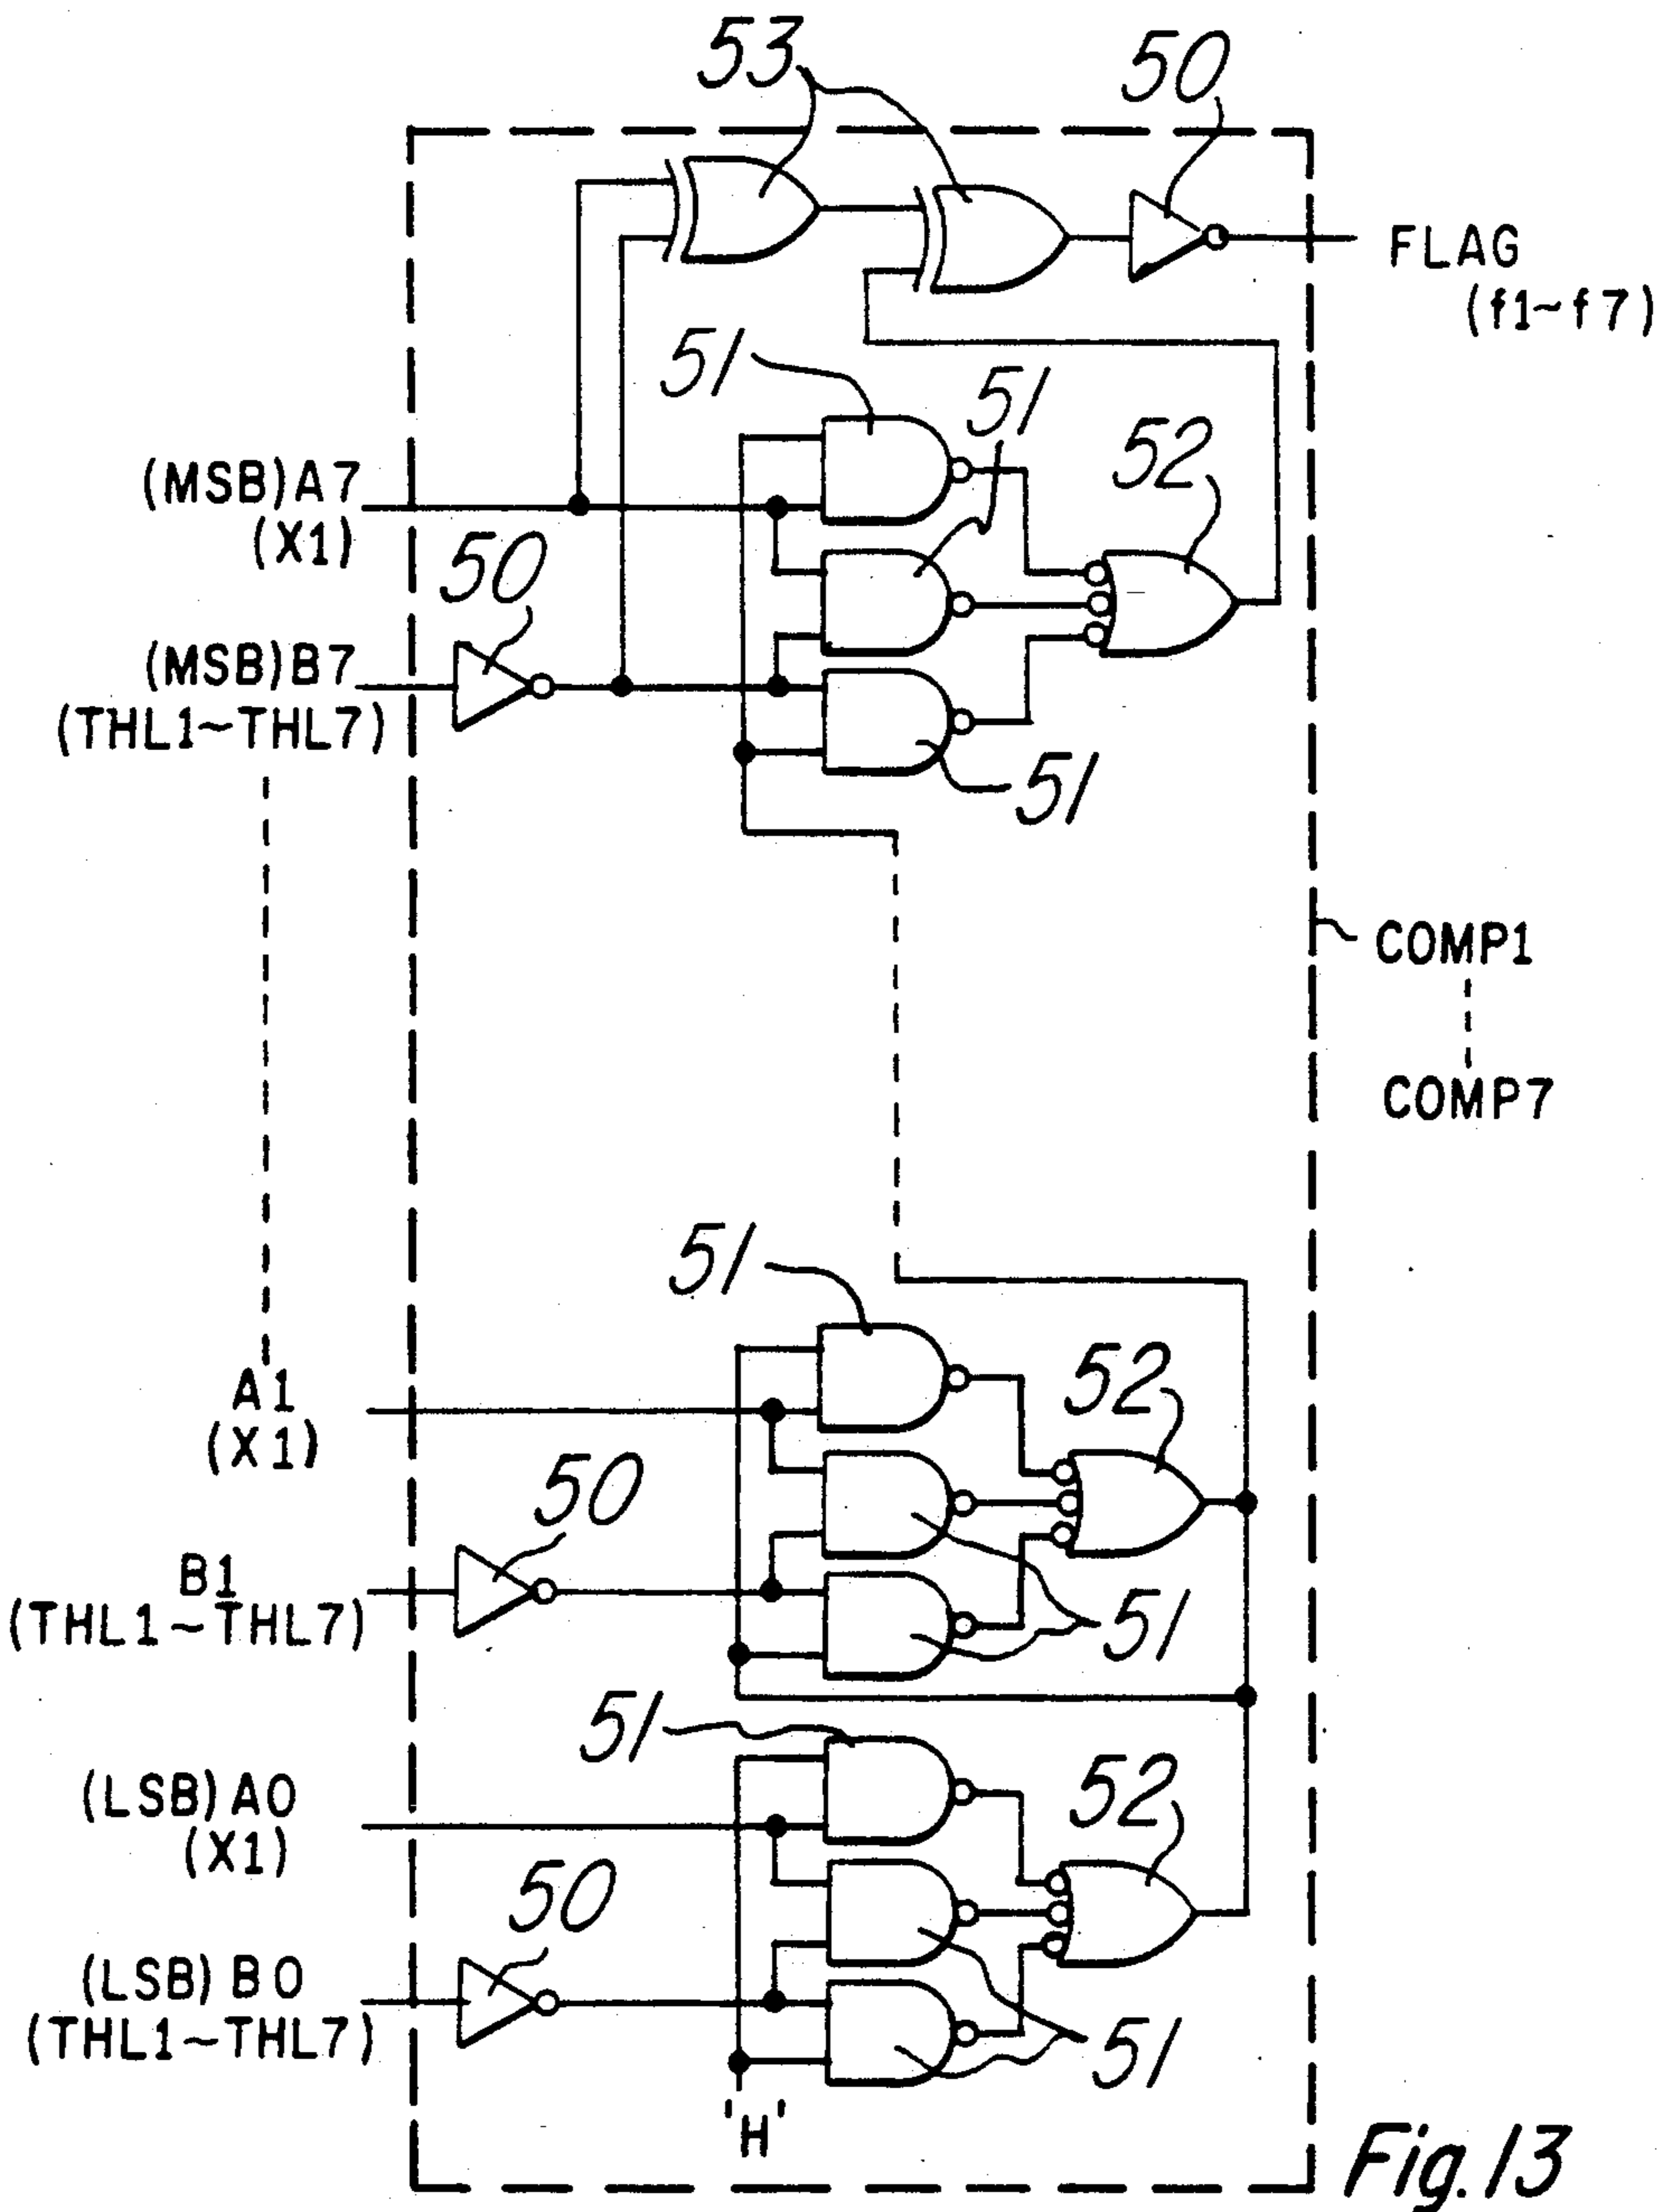 53
50
FLAG
(f1~f7)
51
51
52
(MSB)A7
(X1)
50
(MSB)B7
(THL1~THL7)
51
COMP1
COMP7
51
52
A1
(X1)
50
B1
(THL1~THL7)
51
51
52
(LSB)A0
(X1)
50
(LSB)B0
(THL1~THL7)
51
'H'
Fig.13